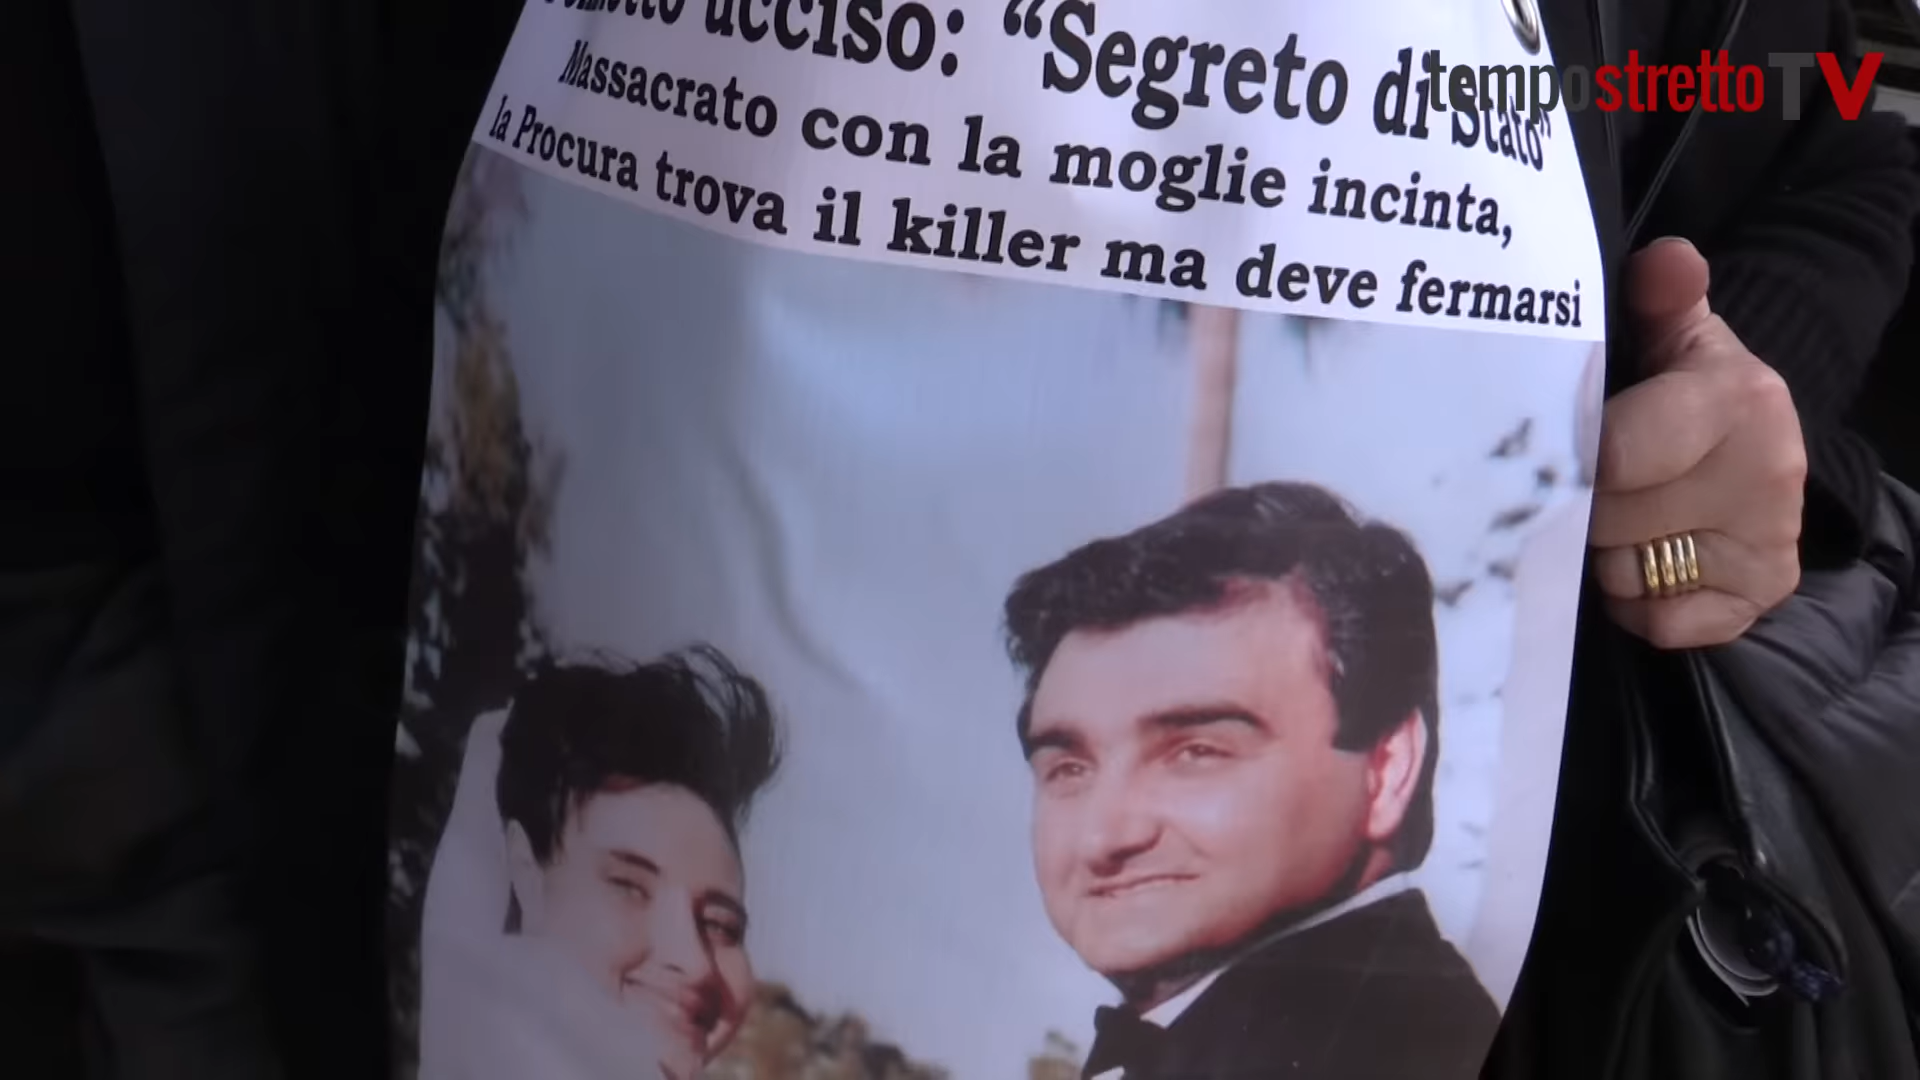 ucciso: “Segreto di Stato”
Massacrato con la moglie incinta,
la Procura trova il killer ma deve fermarsi
tempostrettoTV